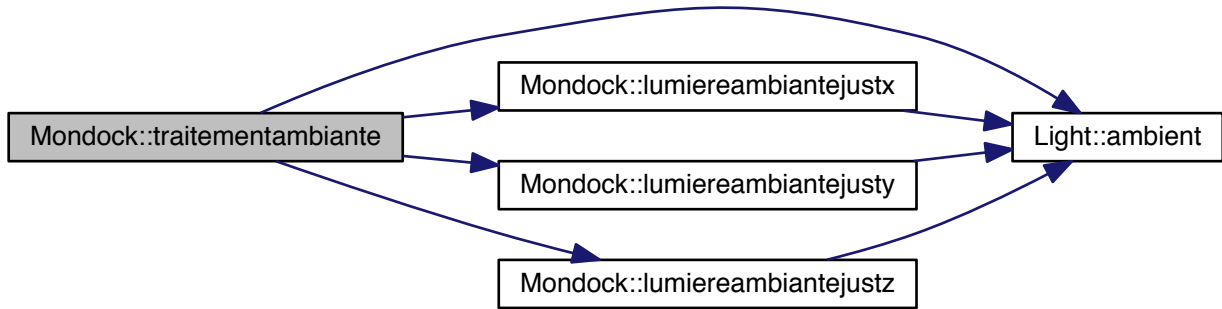 Mondock::traitementambiante
Mondock::lumiereambiantejustx
Mondock::lumiereambiantejusty
Mondock::lumiereambiantejustz
Light::ambient